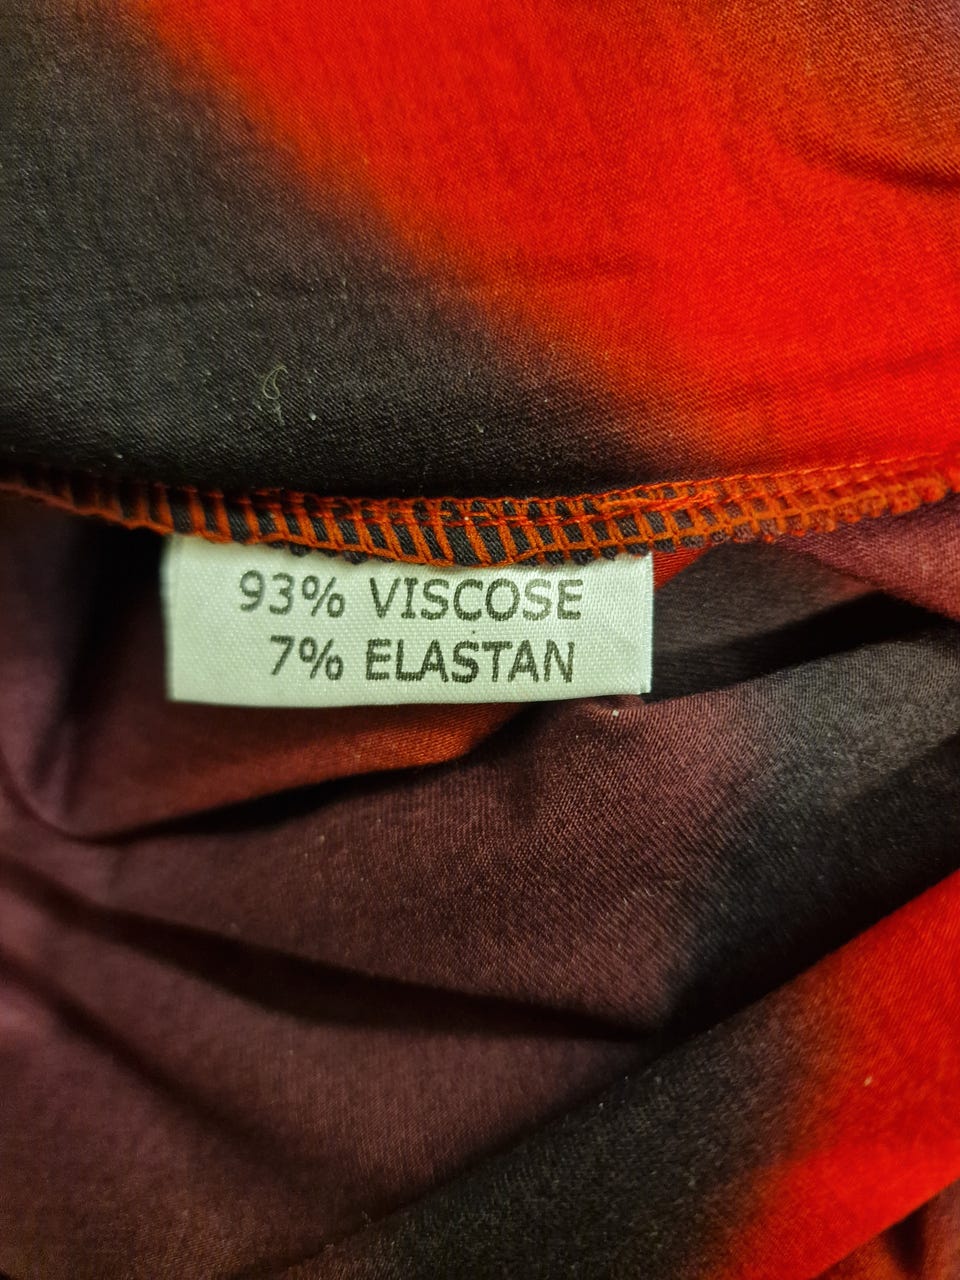 93% VISCOSE
7% ELASTAN